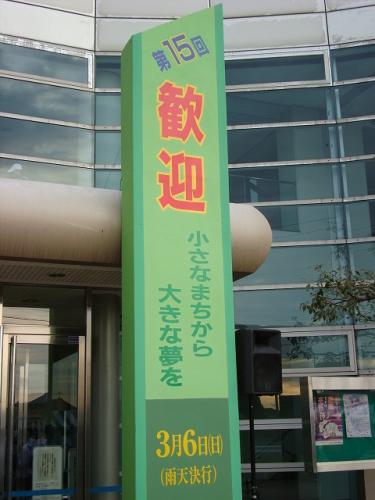 第15回
歓迎
小さなまちから
大きな夢を
3月6日(日)
(雨天決行)